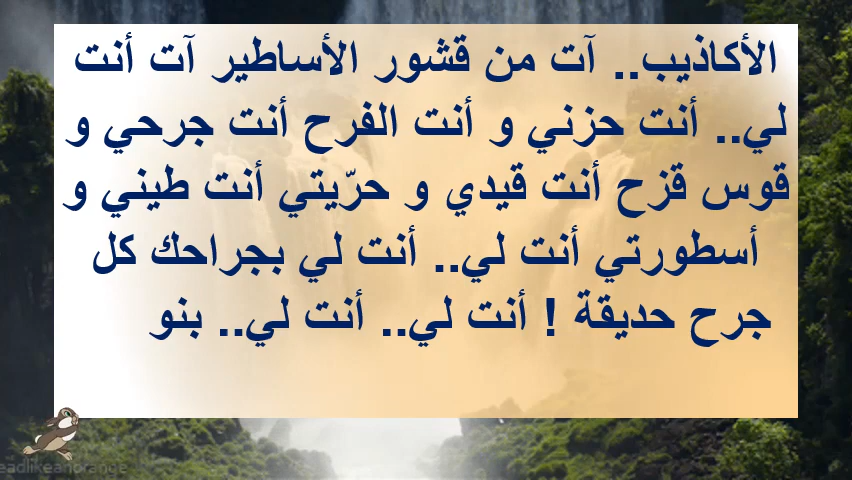 الأكاذيب.. آت من قشور الأساطير آت أنت
لي.. أنت حزني و أنت الفرح أنت جرحي و
قوس قزح أنت قيدي و حرّيتي أنت طيني و
أسطورتي أنت لي.. أنت لي بجراحك كل
جرح حديقة ! أنت لي.. أنت لي.. بنو
eadlikeanorange